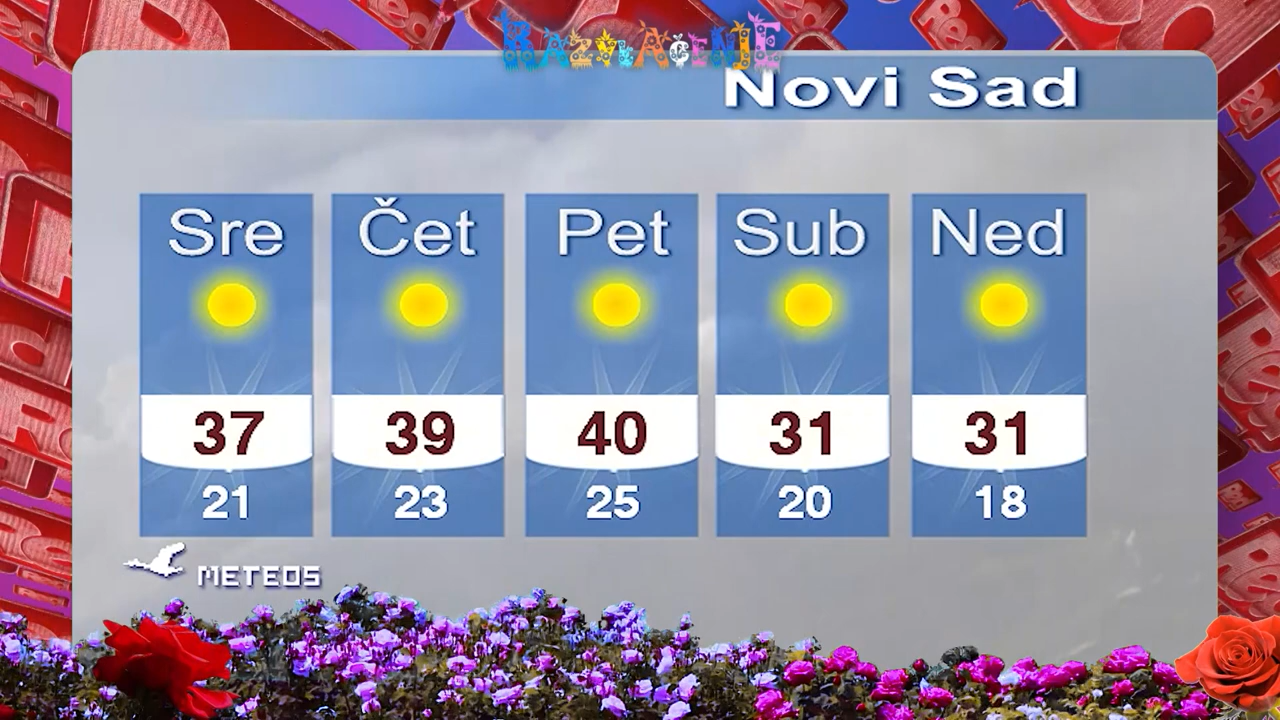 RAZVLAČENJE
Novi Sad
Sre Čet Pet Sub Ned
37 39 40 31 31
21 23 25 20 18
METEOS